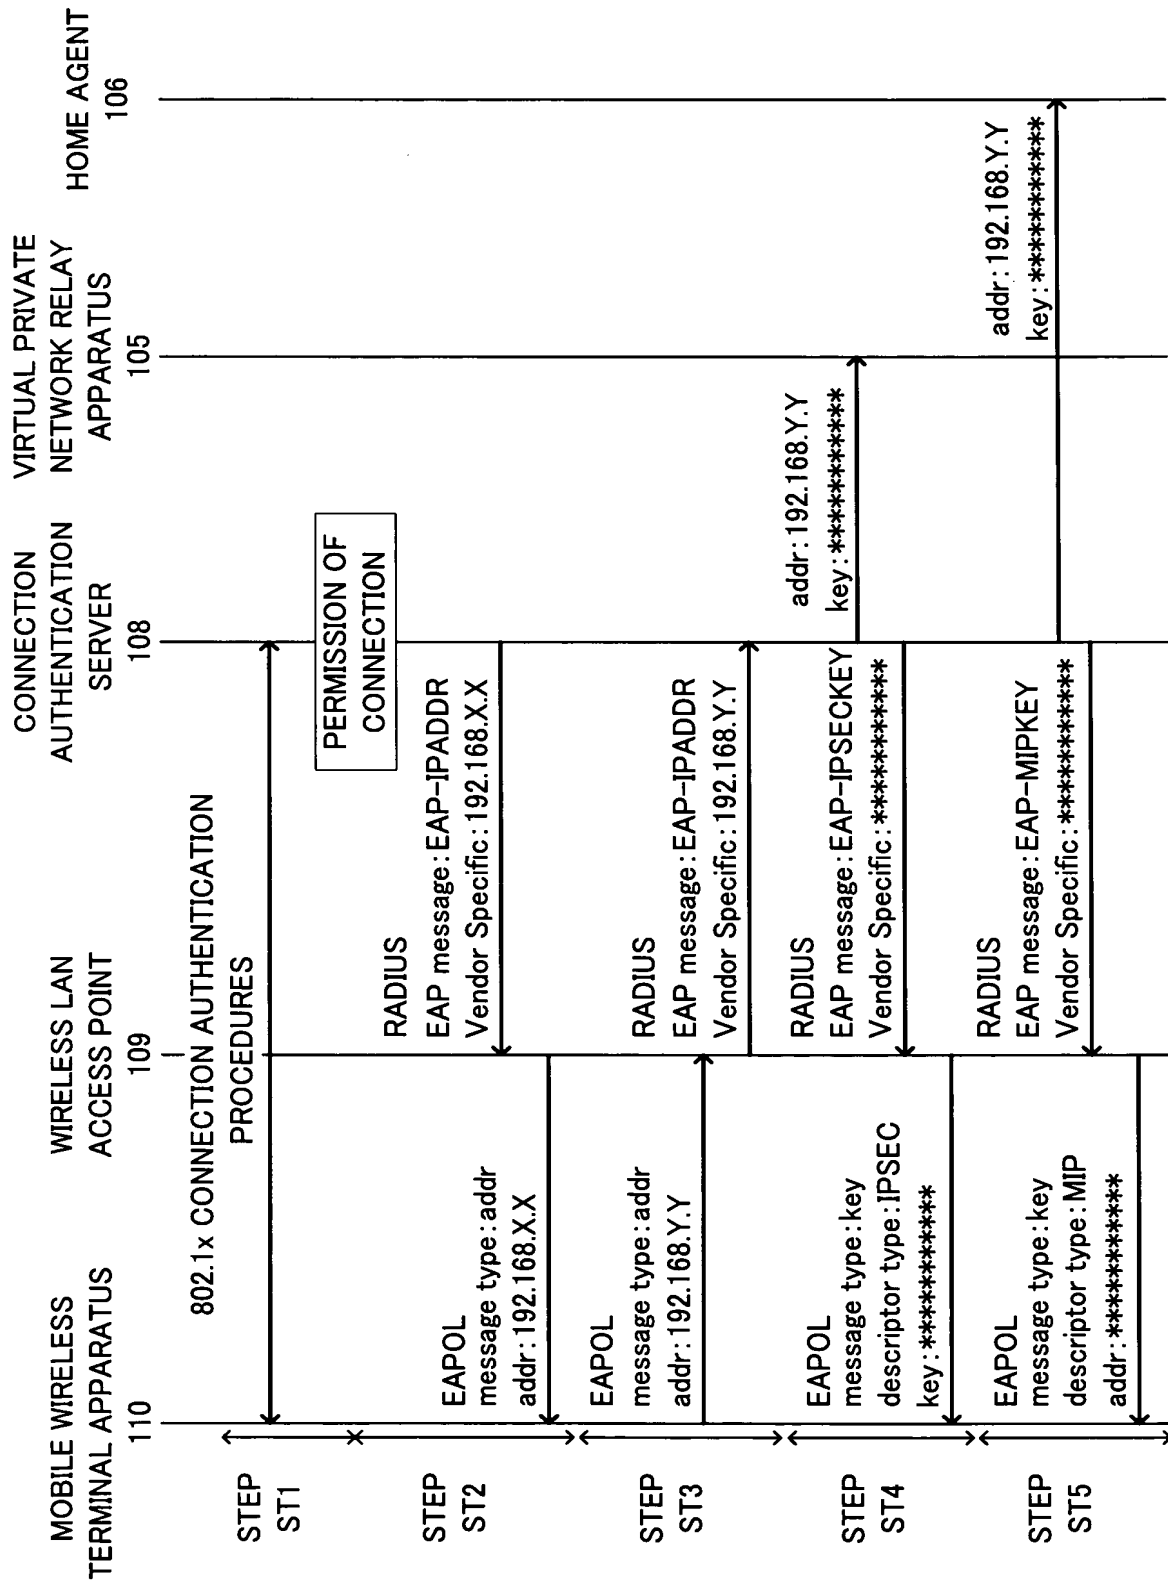 MOBILE WIRELESS
TERMINAL APPARATUS
110
WIRELESS LAN
ACCESS POINT
109
CONNECTION
AUTHENTICATION
SERVER
108
VIRTUAL PRIVATE
NETWORK RELAY
APPARATUS
105
HOME AGENT
106
STEP
ST1
802.1x CONNECTION AUTHENTICATION
PROCEDURES
PERMISSION OF
CONNECTION
STEP
ST2
RADIUS
EAP message:EAP-IPADDR
Vendor Specific:192.168.X.X
EAPOL
message type:addr
addr:192.168.X.X
STEP
ST3
EAPOL
message type:addr
addr:192.168.Y.Y
RADIUS
EAP message:EAP-IPADDR
Vendor Specific:192.168.Y.Y
STEP
ST4
addr:192.168.Y.Y
key:***********
RADIUS
EAP message:EAP-IPSECKEY
Vendor Specific:***********
EAPOL
message type:key
descriptor type:IPSEC
key:***********
STEP
ST5
addr:192.168.Y.Y
key:***********
RADIUS
EAP message:EAP-MIPKEY
Vendor Specific:***********
EAPOL
message type:key
descriptor type:MIP
addr:***********